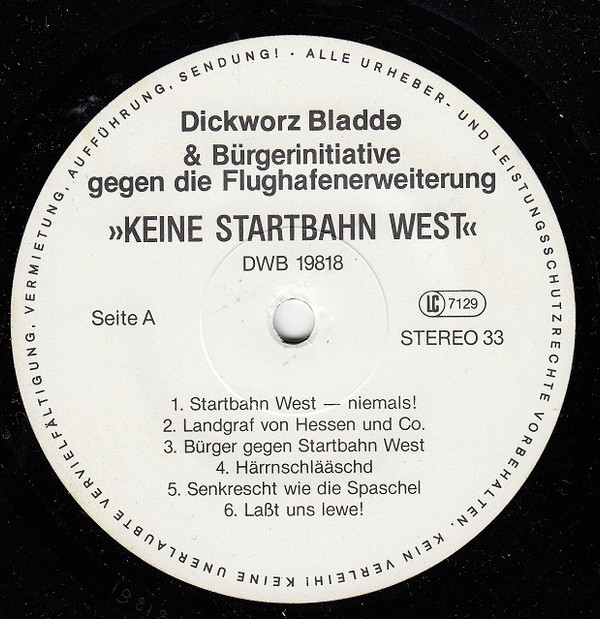 ALLE URHEBER- UND LEISTUNGSSCHUTZRECHTE VORBEHALTEN. KEIN VERLEIH! KEINE UNERLAUBTE VERVIELFÄLTIGUNG, VERMIETUNG, AUFFÜHRUNG, SENDUNG! ·
Dickworz Bladdə
& Bürgerinitiative
gegen die Flughafenerweiterung
»KEINE STARTBAHN WEST«
DWB 19818
Seite A
LC 7129
STEREO 33
1. Startbahn West — niemals!
2. Landgraf von Hessen und Co.
3. Bürger gegen Startbahn West
4. Härrnschlääschd
5. Senkrescht wie die Spaschel
6. Laßt uns lewe!